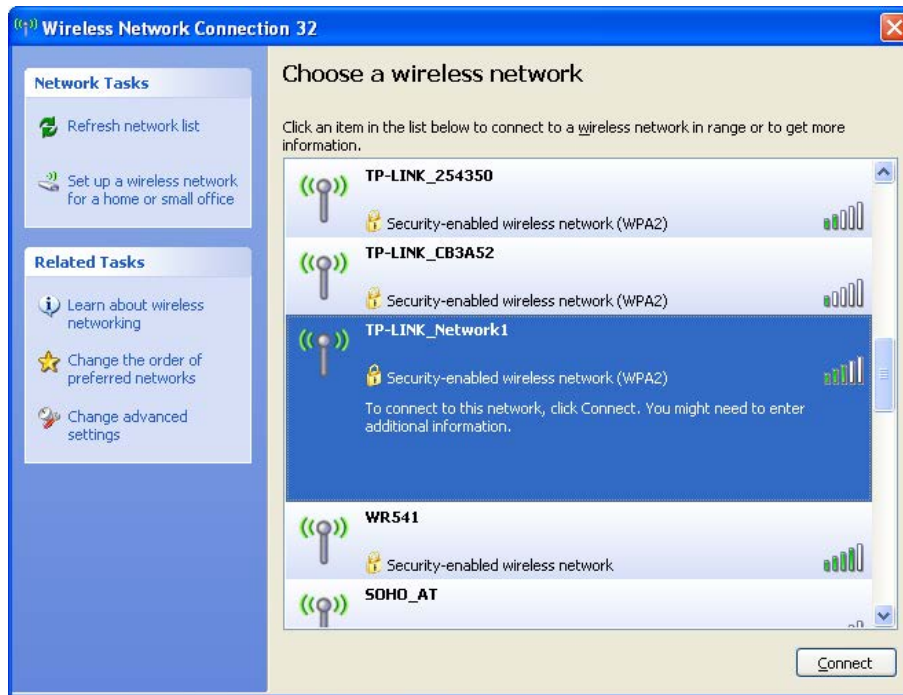 Wireless Network Connection 32
Network Tasks
Refresh network list
Set up a wireless network
for a home or small office
Related Tasks
Learn about wireless
networking
Change the order of
preferred networks
Change advanced
settings
Choose a wireless network
Click an item in the list below to connect to a wireless network in range or to get more
information.
TP-LINK_254350
Security-enabled wireless network (WPA2)
TP-LINK_CB3A52
Security-enabled wireless network (WPA2)
TP-LINK_Network1
Security-enabled wireless network (WPA2)
To connect to this network, click Connect. You might need to enter
additional information.
WR541
Security-enabled wireless network
SOHO_AT
Connect